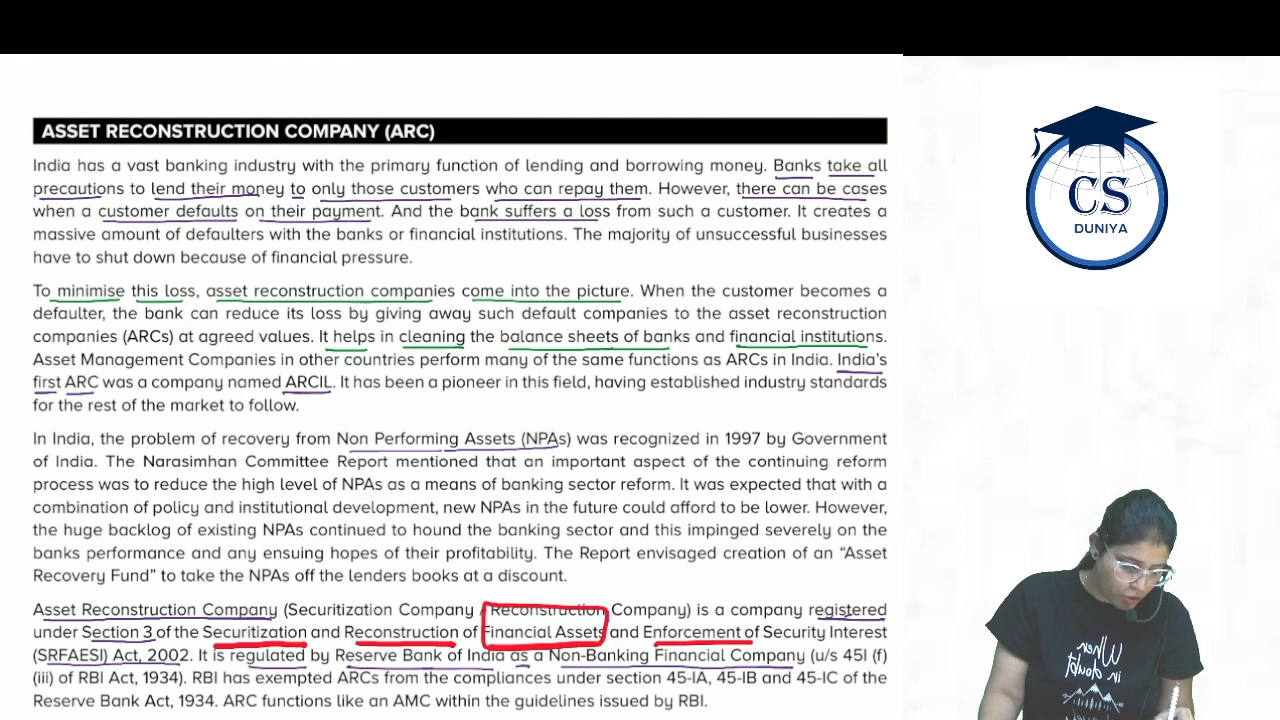 ASSET RECONSTRUCTION COMPANY (ARC)
India has a vast banking industry with the primary function of lending and borrowing money. Banks take all
precautions to lend their money to only those customers who can repay them. However, there can be cases
when a customer defaults on their payment. And the bank suffers a loss from such a customer. It creates a
massive amount of defaulters with the banks or financial institutions. The majority of unsuccessful businesses
have to shut down because of financial pressure.
To minimise this loss, asset reconstruction companies come into the picture. When the customer becomes a
defaulter, the bank can reduce its loss by giving away such default companies to the asset reconstruction
companies (ARCs) at agreed values. It helps in cleaning the balance sheets of banks and financial institutions.
Asset Management Companies in other countries perform many of the same functions as ARCs in India. India's
first ARC was a company named ARCIL. It has been a pioneer in this field, having established industry standards
for the rest of the market to follow.
In India, the problem of recovery from Non Performing Assets (NPAs) was recognized in 1997 by Government
of India. The Narasimhan Committee Report mentioned that an important aspect of the continuing reform
process was to reduce the high level of NPAs as a means of banking sector reform. It was expected that with a
combination of policy and institutional development, new NPAs in the future could afford to be lower. However,
the huge backlog of existing NPAs continued to hound the banking sector and this impinged severely on the
banks performance and any ensuing hopes of their profitability. The Report envisaged creation of an “Asset
Recovery Fund” to take the NPAs off the lenders books at a discount.
Asset Reconstruction Company (Securitization Company / Reconstruction Company) is a company registered
under Section 3 of the Securitization and Reconstruction of Financial Assets and Enforcement of Security Interest
(SRFAESI) Act, 2002. It is regulated by Reserve Bank of India as a Non-Banking Financial Company (u/s 45I (f)
(iii) of RBI Act, 1934). RBI has exempted ARCs from the compliances under section 45-IA, 45-IB and 45-IC of the
Reserve Bank Act, 1934. ARC functions like an AMC within the guidelines issued by RBI.
CS
DUNIYA
When
in doubt